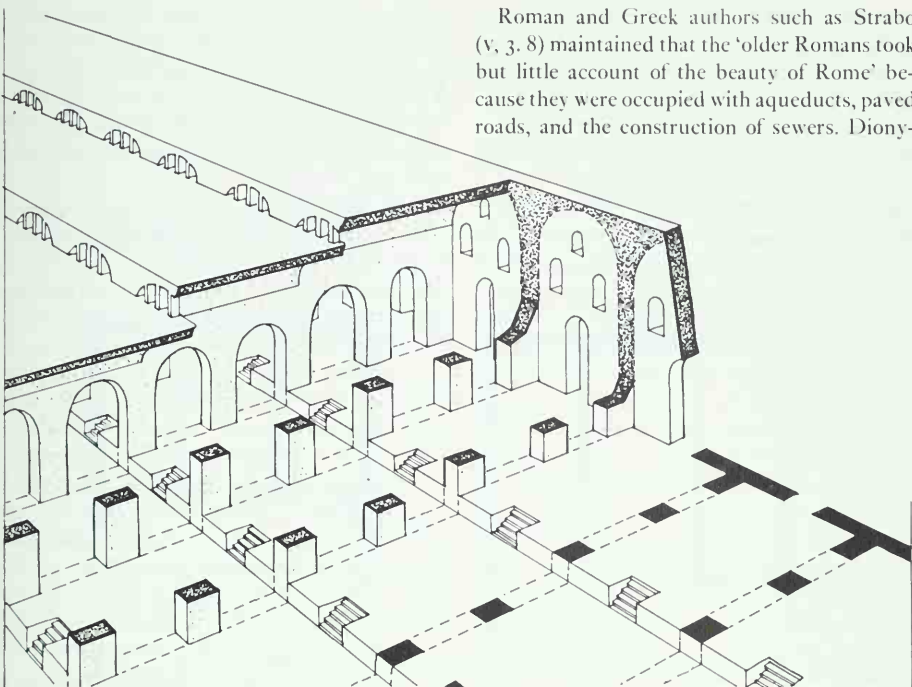 Roman and Greek authors such as Strabo
(v, 3. 8) maintained that the ‘older Romans took
but little account of the beauty of Rome’ be-
cause they were occupied with aqueducts, paved
roads, and the construction of sewers. Diony-